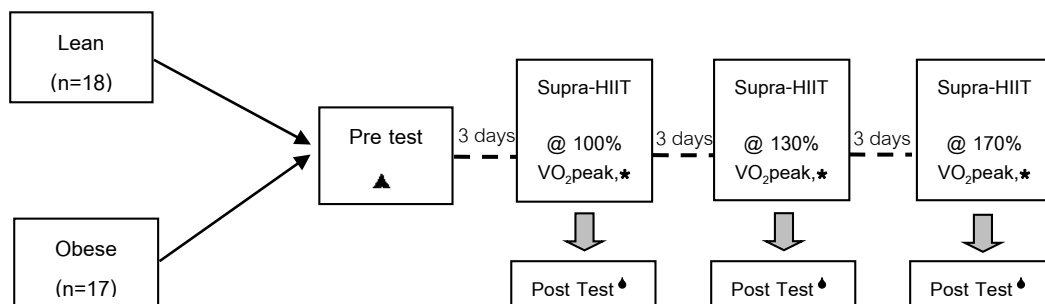 Lean
(n=18)
Obese
(n=17)
Pre test
3 days
Supra-HIIT
@ 100%
VO₂peak,*
Post Test
3 days
Supra-HIIT
@ 130%
VO₂peak,*
Post Test
3 days
Supra-HIIT
@ 170%
VO₂peak,*
Post Test